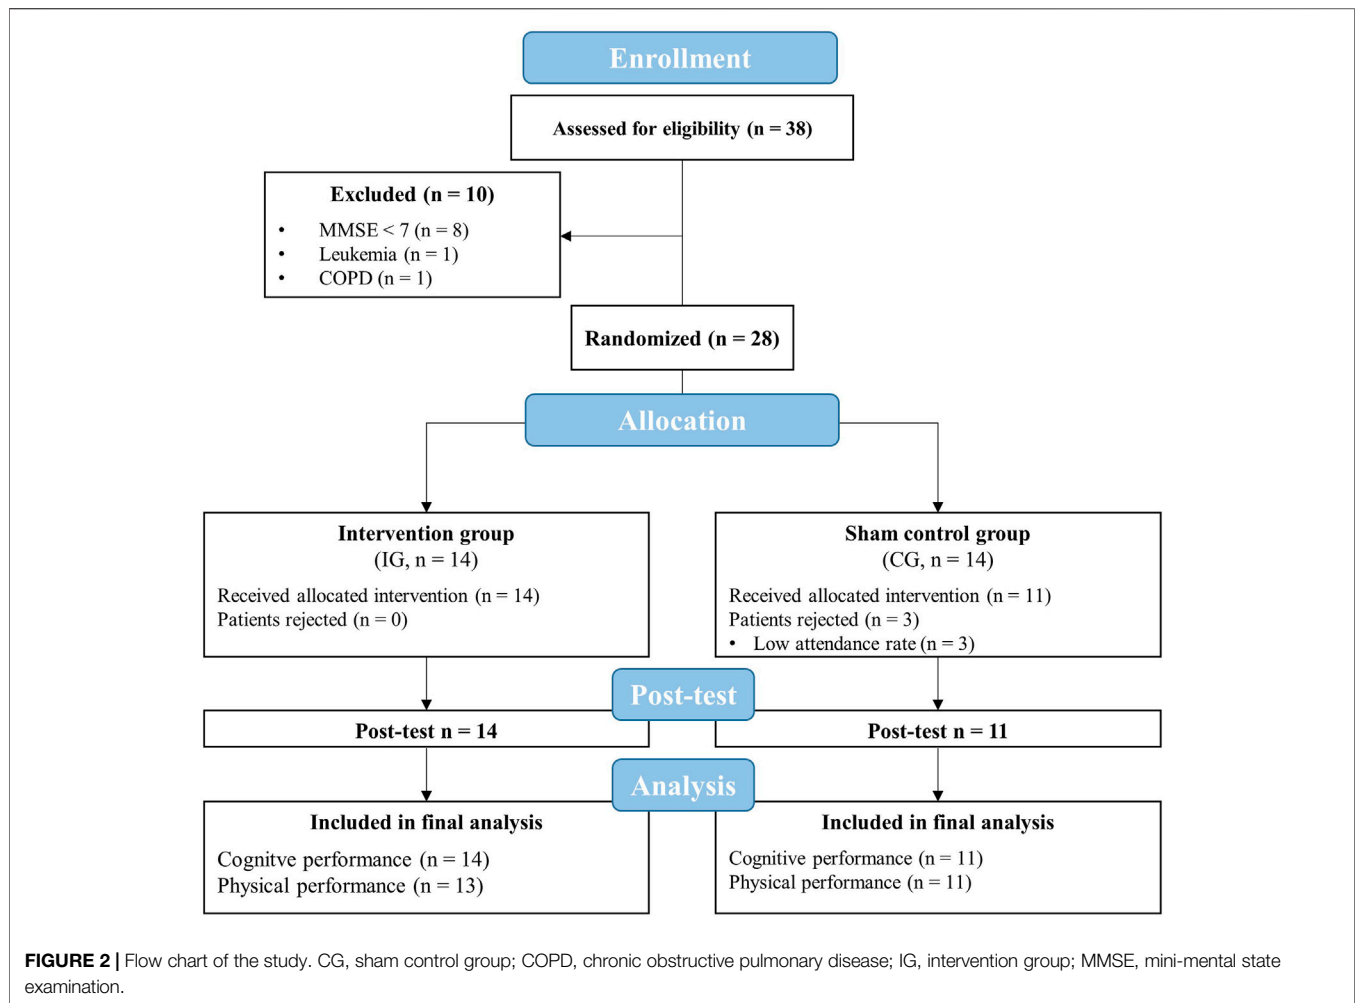 Enrollment
Assessed for eligibility (n = 38)
Excluded (n = 10)
• MMSE < 7 (n = 8)
• Leukemia (n = 1)
• COPD (n = 1)
Randomized (n = 28)
Allocation
Intervention group
(IG, n = 14)
Received allocated intervention (n = 14)
Patients rejected (n = 0)
Sham control group
(CG, n = 14)
Received allocated intervention (n = 11)
Patients rejected (n = 3)
• Low attendance rate (n = 3)
Post-test
Post-test n = 14
Post-test n = 11
Analysis
Included in final analysis
Cognitve performance (n = 14)
Physical performance (n = 13)
Included in final analysis
Cognitive performance (n = 11)
Physical performance (n = 11)
FIGURE 2 | Flow chart of the study. CG, sham control group; COPD, chronic obstructive pulmonary disease; IG, intervention group; MMSE, mini-mental state
examination.